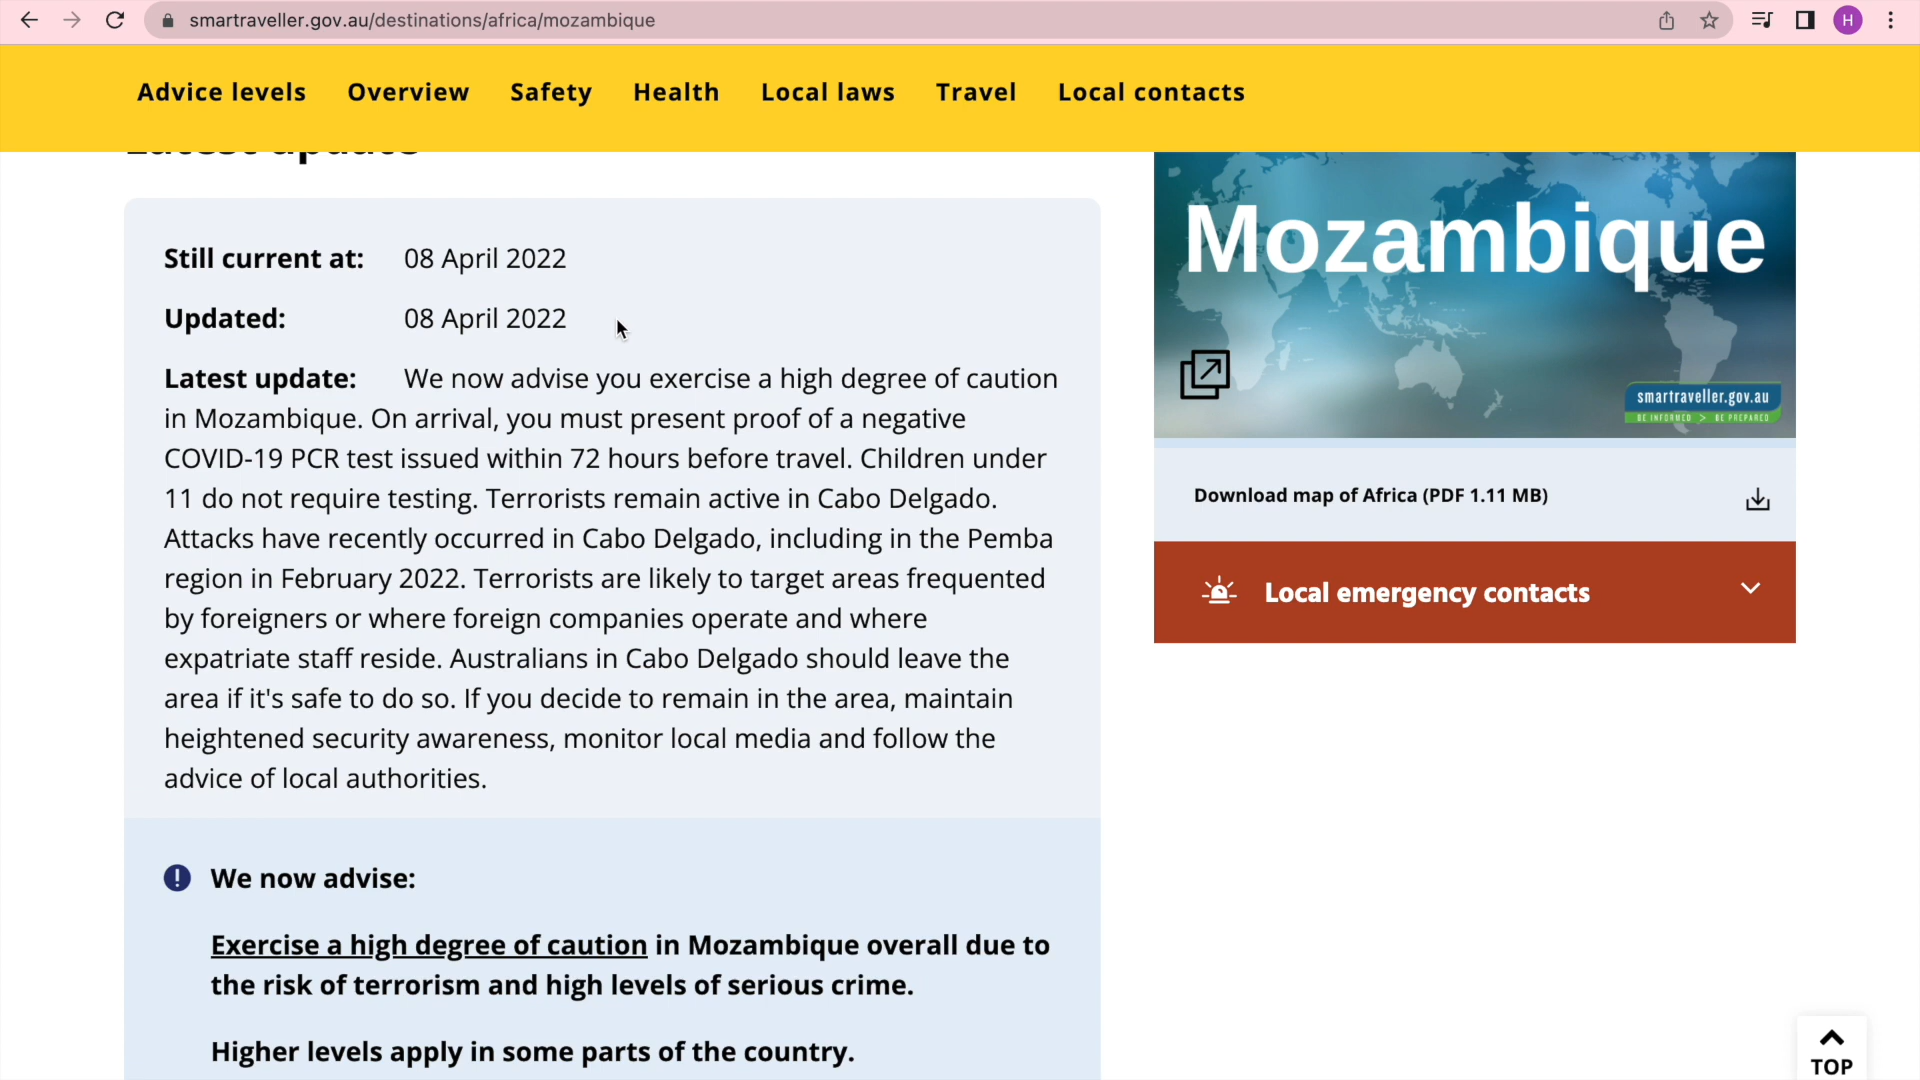 smartraveller.gov.au/destinations/africa/mozambique
H
Advice levels Overview Safety Health Local laws Travel Local contacts
Latest update
Still current at: 08 April 2022
Updated: 08 April 2022
Latest update: We now advise you exercise a high degree of caution
in Mozambique. On arrival, you must present proof of a negative
COVID-19 PCR test issued within 72 hours before travel. Children under
11 do not require testing. Terrorists remain active in Cabo Delgado.
Attacks have recently occurred in Cabo Delgado, including in the Pemba
region in February 2022. Terrorists are likely to target areas frequented
by foreigners or where foreign companies operate and where
expatriate staff reside. Australians in Cabo Delgado should leave the
area if it's safe to do so. If you decide to remain in the area, maintain
heightened security awareness, monitor local media and follow the
advice of local authorities.
We now advise:
Exercise a high degree of caution in Mozambique overall due to
the risk of terrorism and high levels of serious crime.
Higher levels apply in some parts of the country.
Mozambique
smartraveller.gov.au
BE INFORMED > BE PREPARED
Download map of Africa (PDF 1.11 MB)
Local emergency contacts
TOP